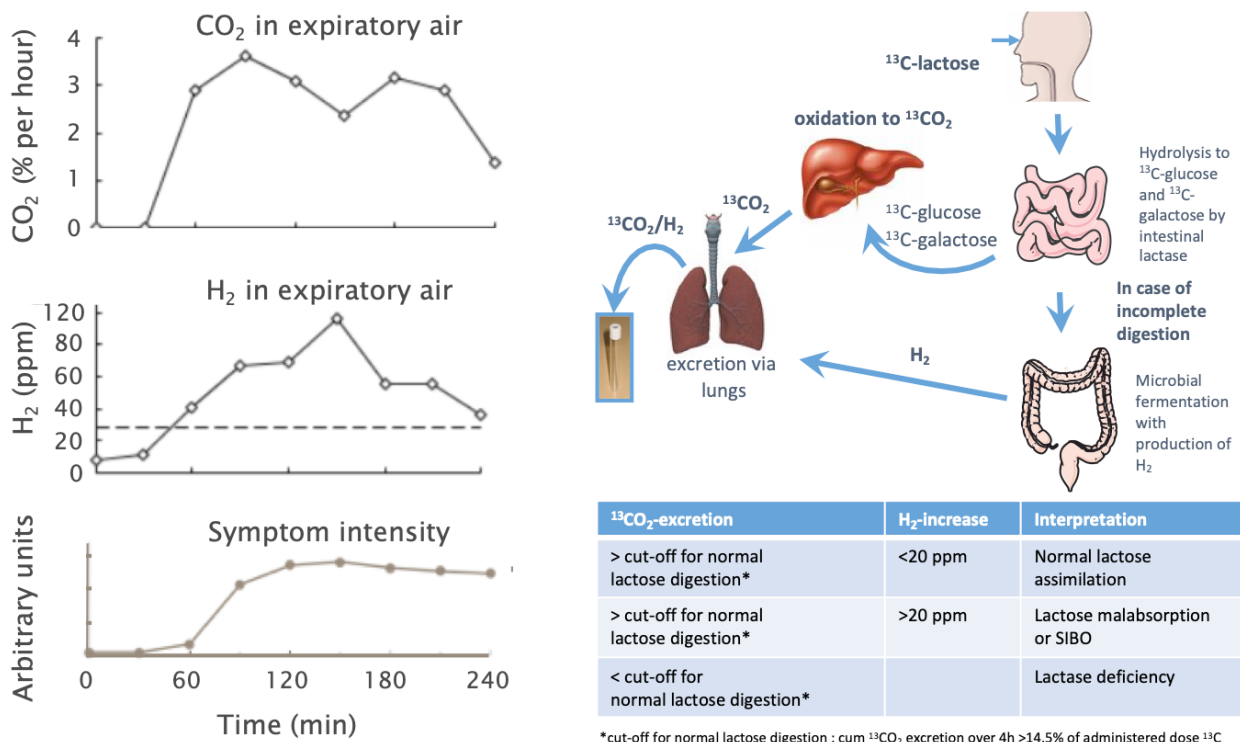 CO₂ in expiratory air
CO₂ (% per hour)
4
3
2
1
0
H₂ in expiratory air
H₂ (ppm)
120
80
60
40
20
0
Symptom intensity
Arbitrary units
0
60
120
180
240
Time (min)
¹³C-lactose
oxidation to ¹³CO₂
Hydrolysis to
¹³C-glucose
and ¹³C-
galactose by
intestinal
lactase
¹³CO₂
¹³C-glucose
¹³C-galactose
¹³CO₂/H₂
In case of
incomplete
digestion
excretion via
lungs
H₂
Microbial
fermentation
with
production of
H₂
¹³CO₂-excretion
H₂-increase
Interpretation
> cut-off for normal
lactose digestion*
<20 ppm
Normal lactose
assimilation
> cut-off for normal
lactose digestion*
>20 ppm
Lactose malabsorption
or SIBO
< cut-off for
normal lactose digestion*
Lactase deficiency
*cut-off for normal lactose digestion : cum ¹³CO₂ excretion over 4h >14.5% of administered dose ¹³C